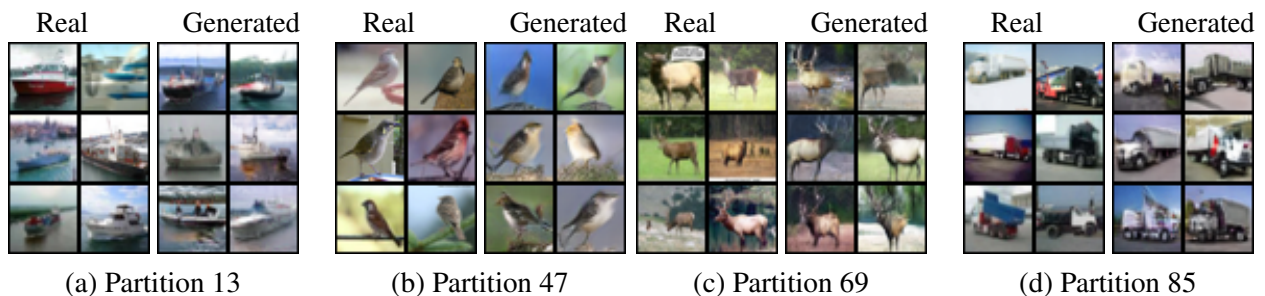 Real Generated Real Generated Real Generated Real Generated
(a) Partition 13 (b) Partition 47 (c) Partition 69 (d) Partition 85